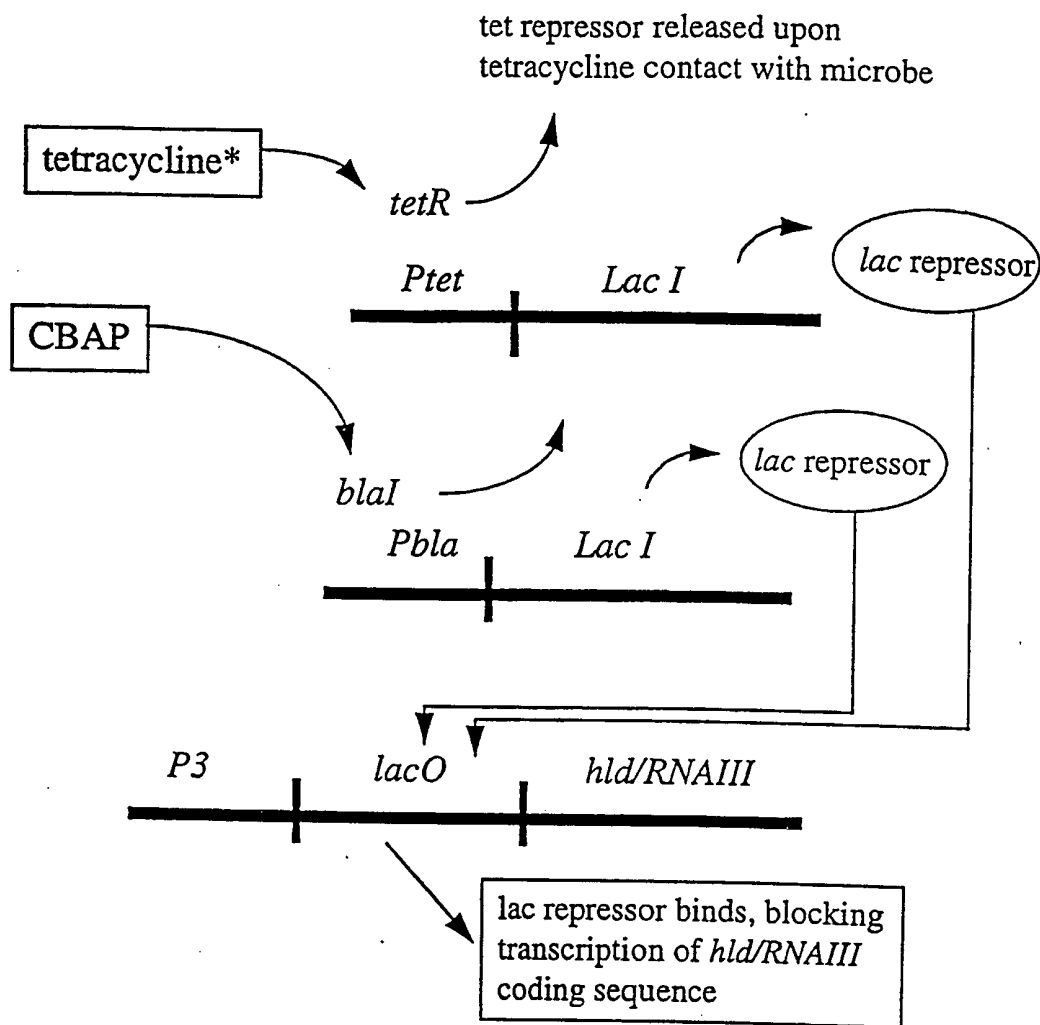 tet repressor released upon
tetracycline contact with microbe
tetracycline*
tetR
Ptet Lac I
lac repressor
CBAP
blaI
Pbla Lac I
lac repressor
P3 lacO hld/RNAIII
lac repressor binds, blocking
transcription of hld/RNAIII
coding sequence